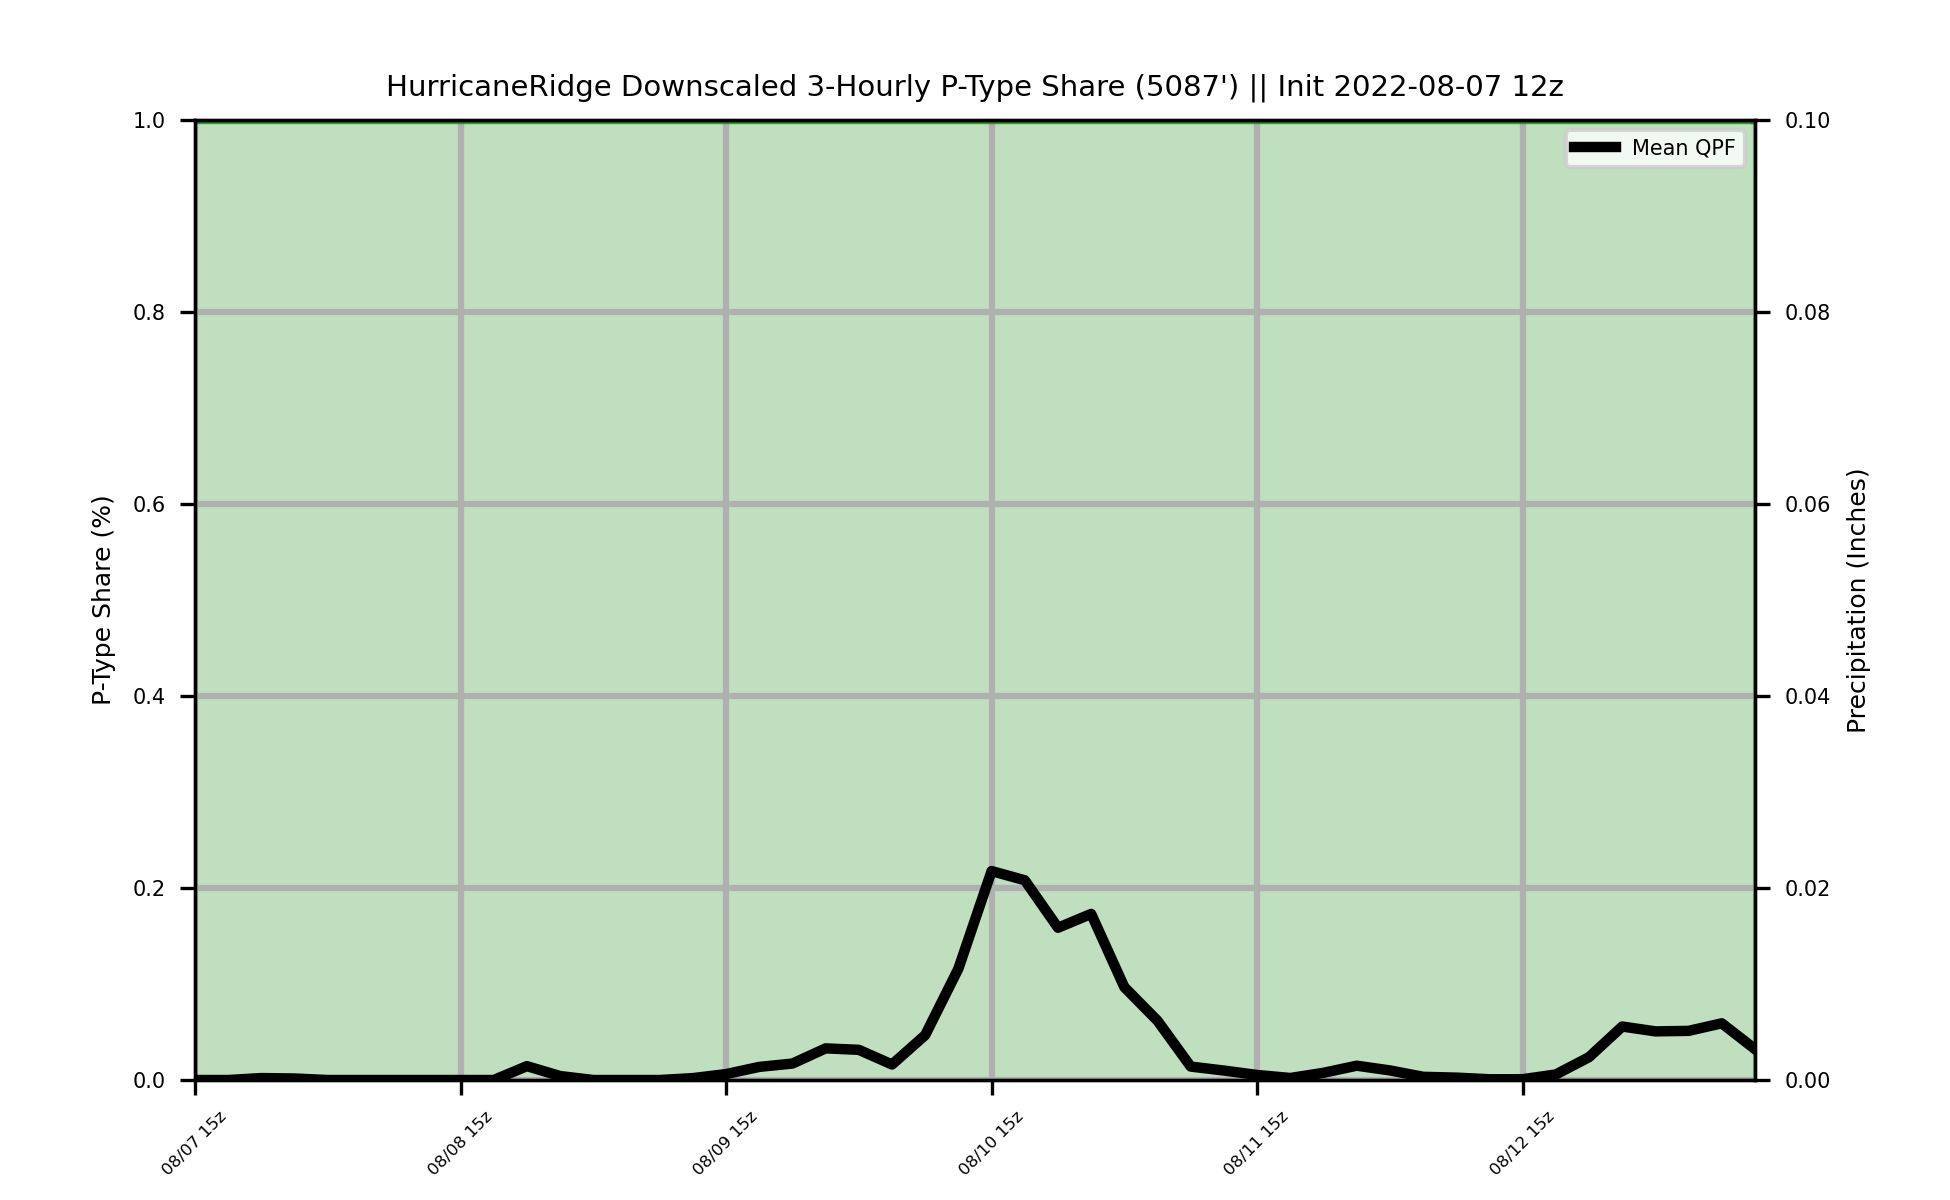 HurricaneRidge Downscaled 3-Hourly P-Type Share (5087') || Init 2022-08-07 12z
Mean QPF
P-Type Share (%)
1.0
0.8
0.6
0.4
0.2
0.0
0.10
0.08
0.06
0.04
0.02
0.00
Precipitation (Inches)
08/07 15z
08/08 15z
08/09 15z
08/10 15z
08/11 15z
08/12 15z